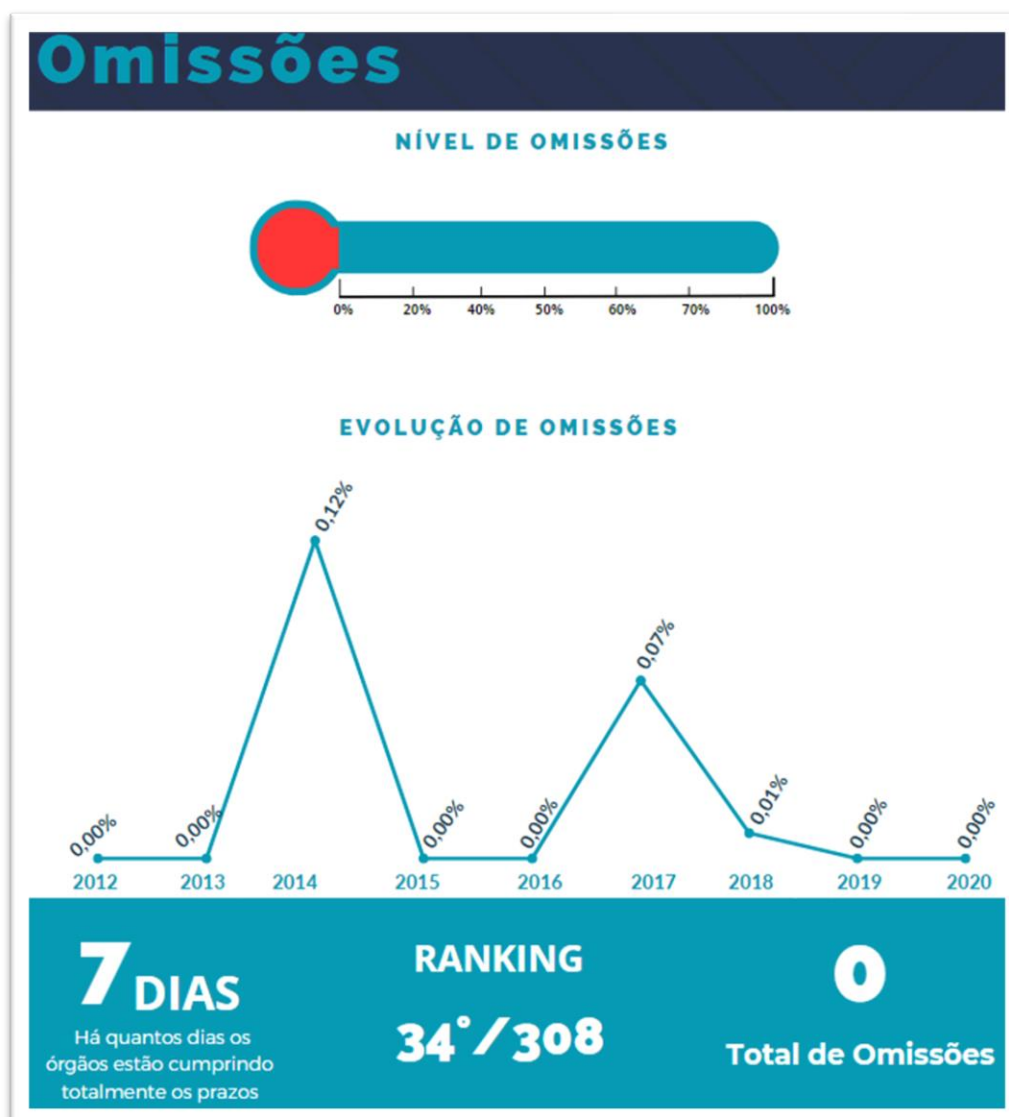 Omissões
NÍVEL DE OMISSÕES
0% 20% 40% 50% 60% 70% 100%
EVOLUÇÃO DE OMISSÕES
0,12%
0,07%
0,00% 0,00% 0,00% 0,00% 0,01% 0,00% 0,00%
2012 2013 2014 2015 2016 2017 2018 2019 2020
7 DIAS
Há quantos dias os
órgãos estão cumprindo
totalmente os prazos
RANKING
34°/308
0
Total de Omissões